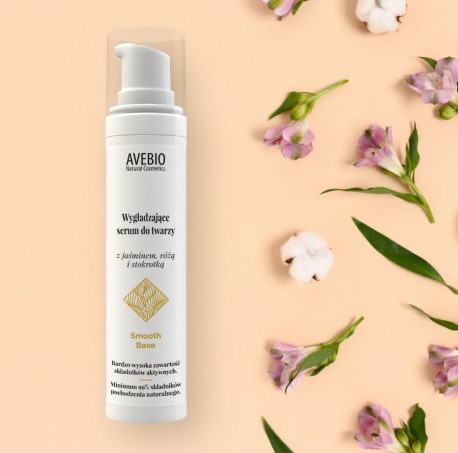 AVEBIO
Natural Cosmetics
Wygładzające
serum do twarzy
z jaśminem, różą
i stokrotką
Smooth
Base
Bardzo wysoka zawartość
składników aktywnych.
Minimum 99% składników
pochodzenia naturalnego.